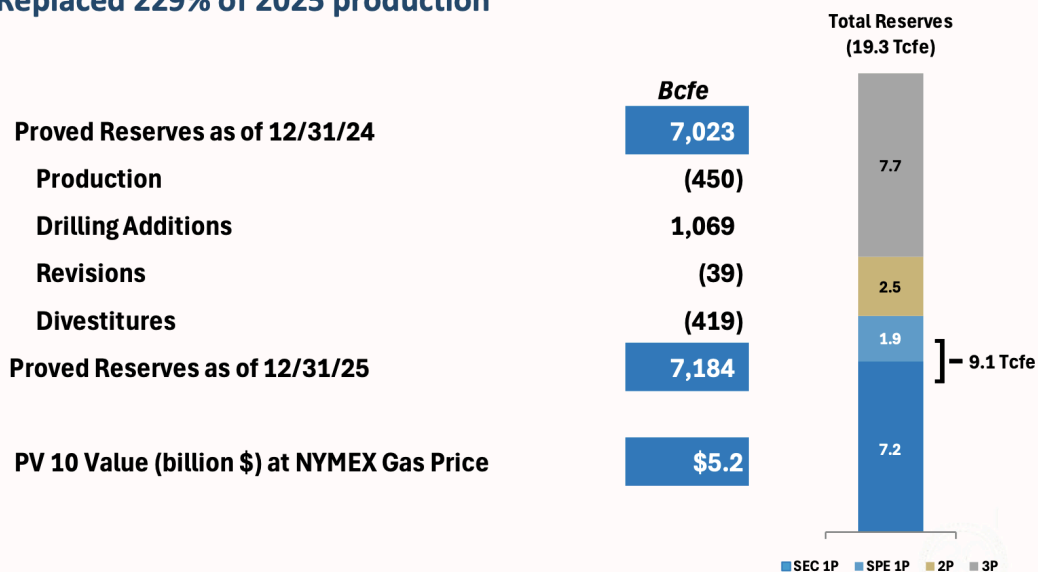 Replaced 229% of 2025 production
Bcfe
Proved Reserves as of 12/31/24 7,023
Production (450)
Drilling Additions 1,069
Revisions (39)
Divestitures (419)
Proved Reserves as of 12/31/25 7,184
PV 10 Value (billion $) at NYMEX Gas Price $5.2
Total Reserves
(19.3 Tcfe)
7.7
2.5
1.9
9.1 Tcfe
7.2
SEC 1P SPE 1P 2P 3P